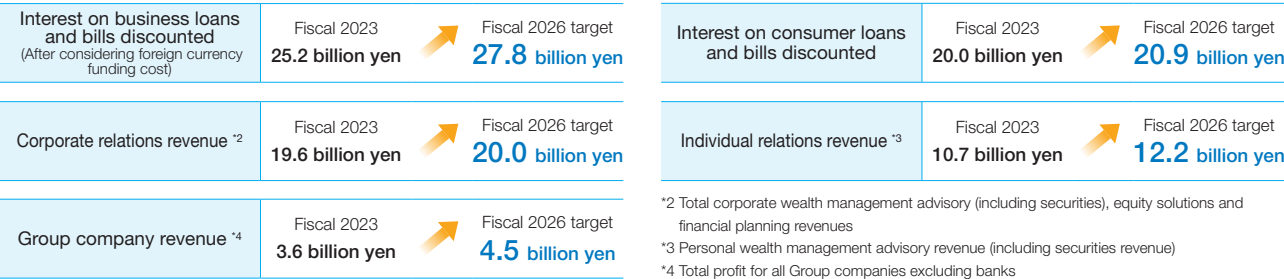 Interest on business loans
and bills discounted
(After considering foreign currency
funding cost)
Fiscal 2023
25.2 billion yen
Fiscal 2026 target
27.8 billion yen
Corporate relations revenue *2
Fiscal 2023
19.6 billion yen
Fiscal 2026 target
20.0 billion yen
Group company revenue *4
Fiscal 2023
3.6 billion yen
Fiscal 2026 target
4.5 billion yen
Interest on consumer loans
and bills discounted
Fiscal 2023
20.0 billion yen
Fiscal 2026 target
20.9 billion yen
Individual relations revenue *3
Fiscal 2023
10.7 billion yen
Fiscal 2026 target
12.2 billion yen
*2 Total corporate wealth management advisory (including securities), equity solutions and
financial planning revenues
*3 Personal wealth management advisory revenue (including securities revenue)
*4 Total profit for all Group companies excluding banks